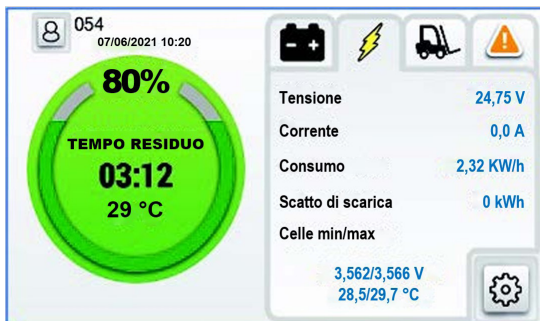 054
07/06/2021 10:20
80%
TEMPO RESIDUO
03:12
29 °C
Tensione 24,75 V
Corrente 0,0 A
Consumo 2,32 KW/h
Scatto di scarica 0 kWh
Celle min/max
3,562/3,566 V
28,5/29,7 °C